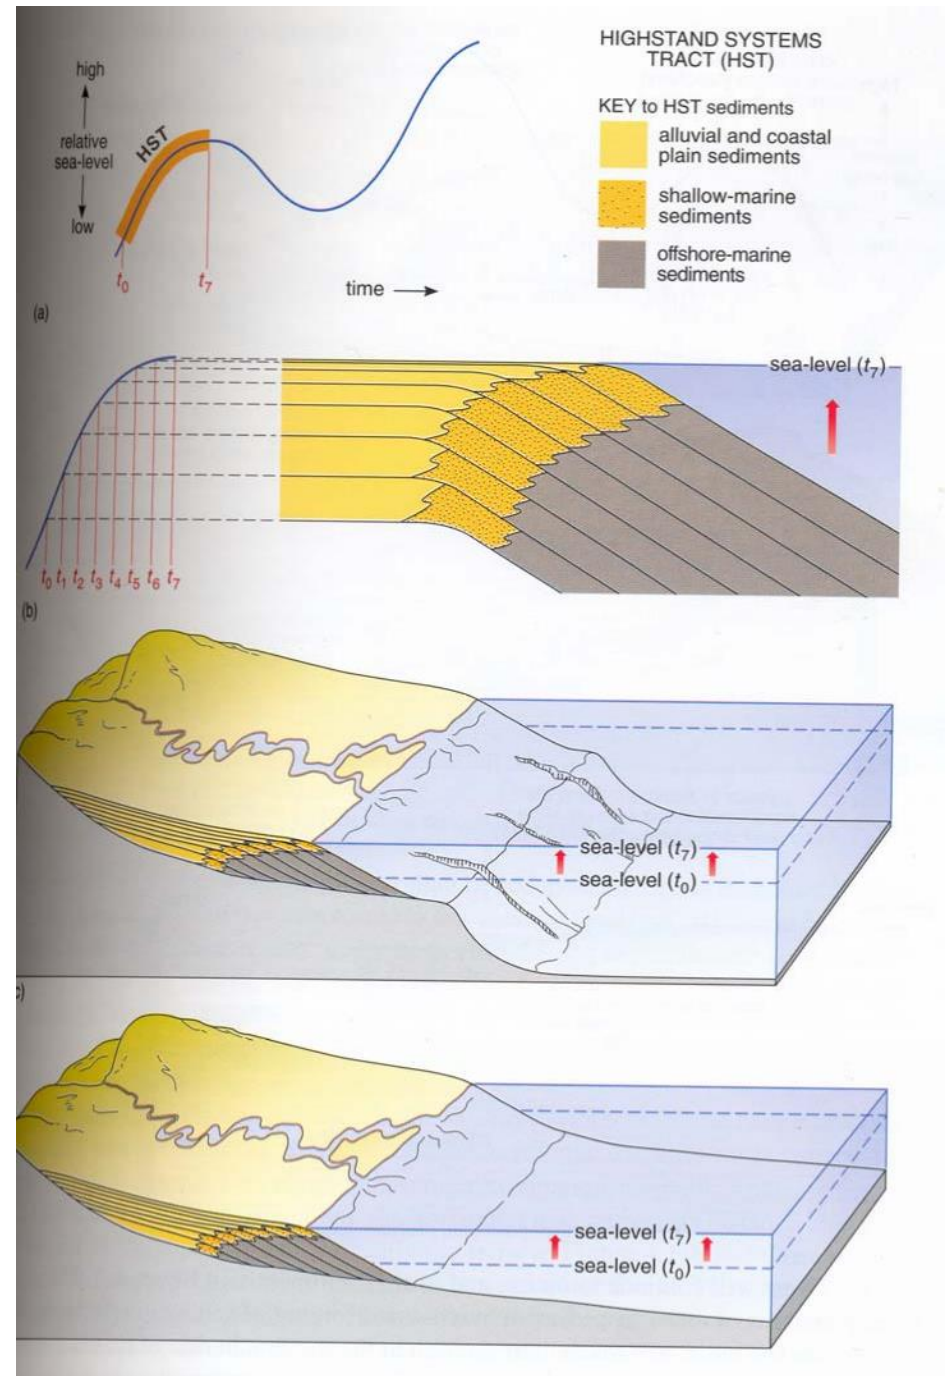 HIGHSTAND SYSTEMS
TRACT (HST)
high
relative
sea-level
low
HST
t₀
t₇
time
KEY to HST sediments
alluvial and coastal
plain sediments
shallow-marine
sediments
offshore-marine
sediments
(a)
sea-level (t₇)
t₀ t₁ t₂ t₃ t₄ t₅ t₆ t₇
(b)
sea-level (t₇)
sea-level (t₀)
c)
sea-level (t₇)
sea-level (t₀)